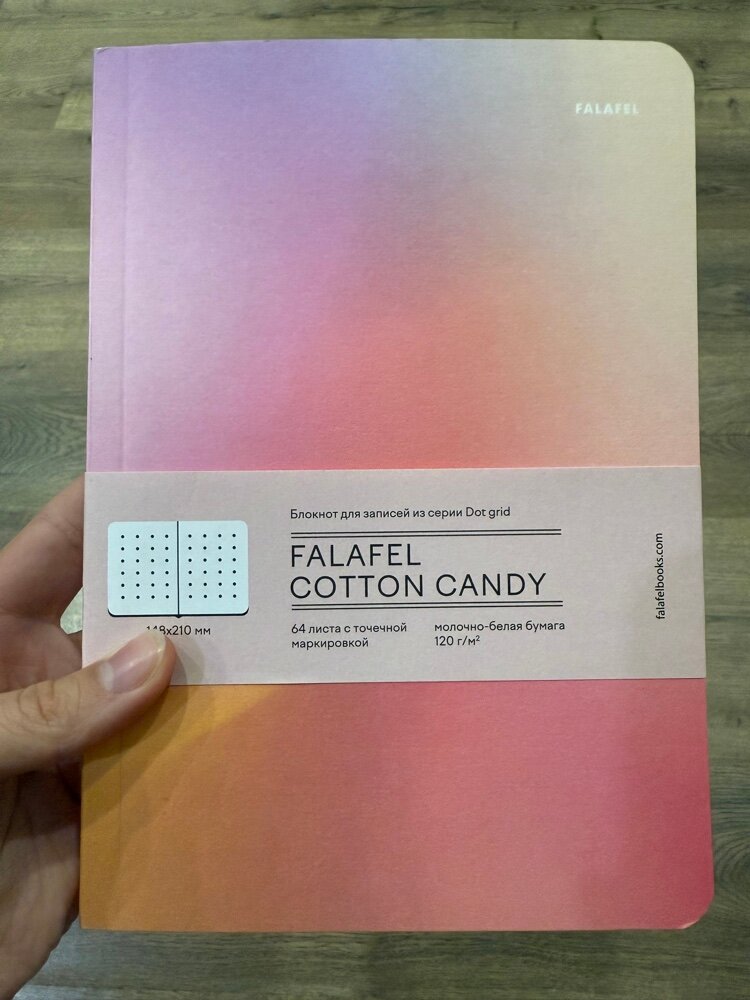 FALAFEL
Блокнот для записей из серии Dot grid
FALAFEL
COTTON CANDY
148x210 мм
64 листа с точечной
маркировкой
молочно-белая бумага
120 г/м²
falafelbooks.com